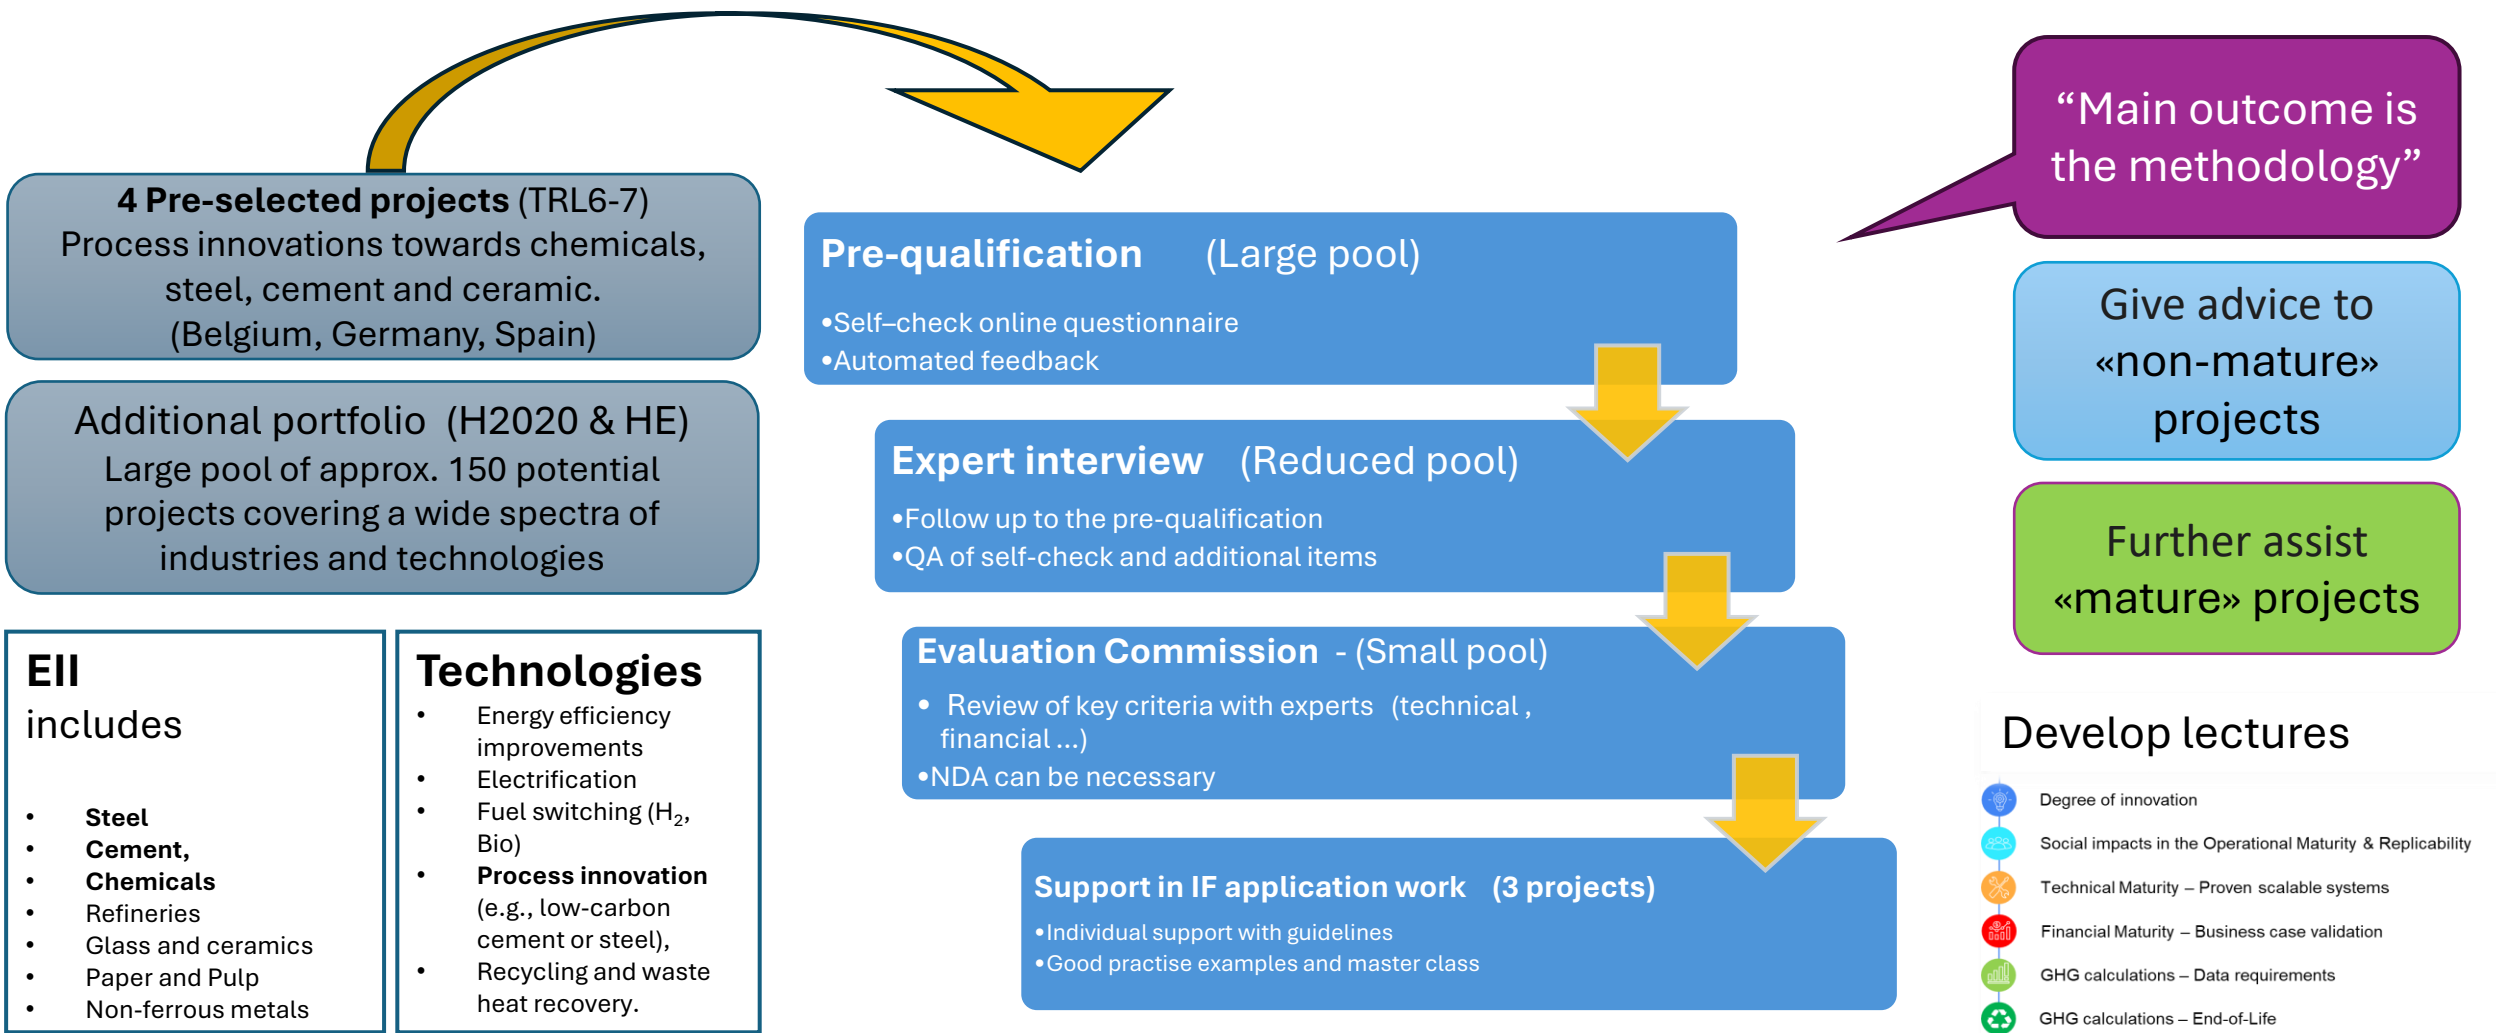 4 Pre-selected projects (TRL6-7)
Process innovations towards chemicals,
steel, cement and ceramic.
(Belgium, Germany, Spain)
Additional portfolio (H2020 & HE)
Large pool of approx. 150 potential
projects covering a wide spectra of
industries and technologies
EII
includes
• Steel
• Cement,
• Chemicals
• Refineries
• Glass and ceramics
• Paper and Pulp
• Non-ferrous metals
Technologies
• Energy efficiency
improvements
• Electrification
• Fuel switching (H₂,
Bio)
• Process innovation
(e.g., low-carbon
cement or steel),
• Recycling and waste
heat recovery.
Pre-qualification (Large pool)
•Self–check online questionnaire
•Automated feedback
Expert interview (Reduced pool)
•Follow up to the pre-qualification
•QA of self-check and additional items
Evaluation Commission - (Small pool)
• Review of key criteria with experts (technical ,
financial ...)
•NDA can be necessary
Support in IF application work (3 projects)
•Individual support with guidelines
•Good practise examples and master class
“Main outcome is
the methodology”
Give advice to
«non-mature»
projects
Further assist
«mature» projects
Develop lectures
Degree of innovation
Social impacts in the Operational Maturity & Replicability
Technical Maturity – Proven scalable systems
Financial Maturity – Business case validation
GHG calculations – Data requirements
GHG calculations – End-of-Life